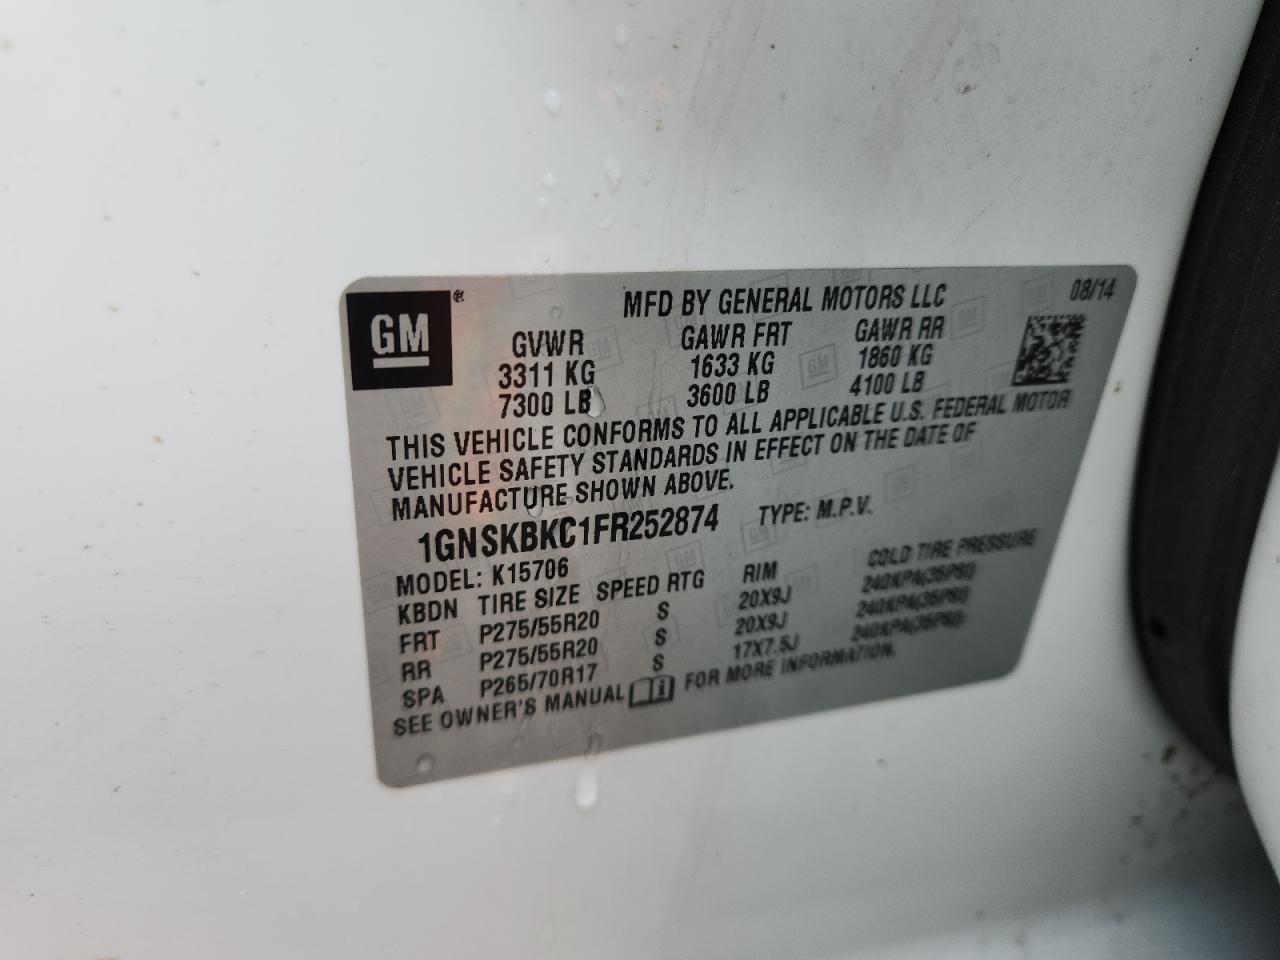 GM ®
MFD BY GENERAL MOTORS LLC 08/14
GVWR GAWR FRT GAWR RR
3311 KG 1633 KG 1860 KG
7300 LB 3600 LB 4100 LB
THIS VEHICLE CONFORMS TO ALL APPLICABLE U.S. FEDERAL MOTOR
VEHICLE SAFETY STANDARDS IN EFFECT ON THE DATE OF
MANUFACTURE SHOWN ABOVE.
1GNSKBKC1FR252874 TYPE: M.P.V.
MODEL: K15706
KBDN TIRE SIZE SPEED RTG RIM COLD TIRE PRESSURE
FRT P275/55R20 S 20X9J 240KPA(35PSI)
RR P275/55R20 S 20X9J 240KPA(35PSI)
SPA P265/70R17 S 17X7.5J 240KPA(35PSI)
SEE OWNER'S MANUAL FOR MORE INFORMATION.